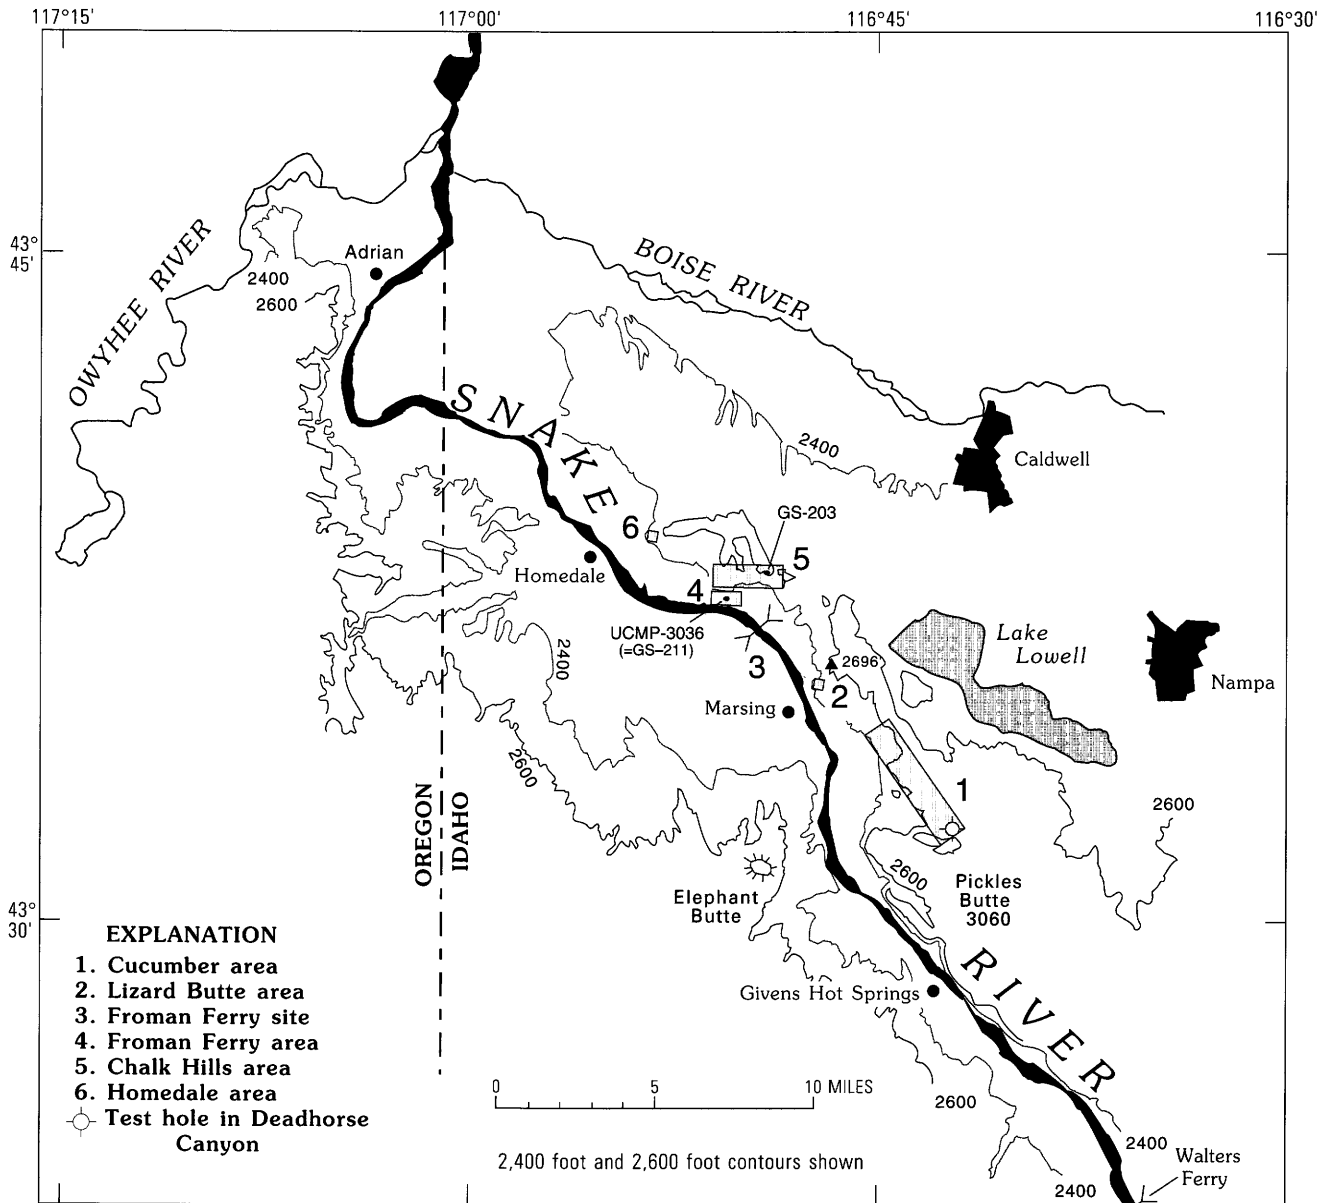 117°15'
117°00'
116°45'
116°30'
43°
45'
OWYHEE RIVER
Adrian
2400
2600
BOISE RIVER
SNAKE
2400
Caldwell
GS-203
6
5
Homedale
4
UCMP-3036
(=GS-211)
3
2400
2696'
2
Lake
Lowell
Nampa
Marsing
2600
1
2600
OREGON
IDAHO
2600
Elephant
Butte
Pickles
Butte
3060
43°
30'
RIVER
Givens Hot Springs
EXPLANATION
1. Cucumber area
2. Lizard Butte area
3. Froman Ferry site
4. Froman Ferry area
5. Chalk Hills area
6. Homedale area
Test hole in Deadhorse
Canyon
0 5 10 MILES
2,400 foot and 2,600 foot contours shown
2600
2400
2400
Walters
Ferry